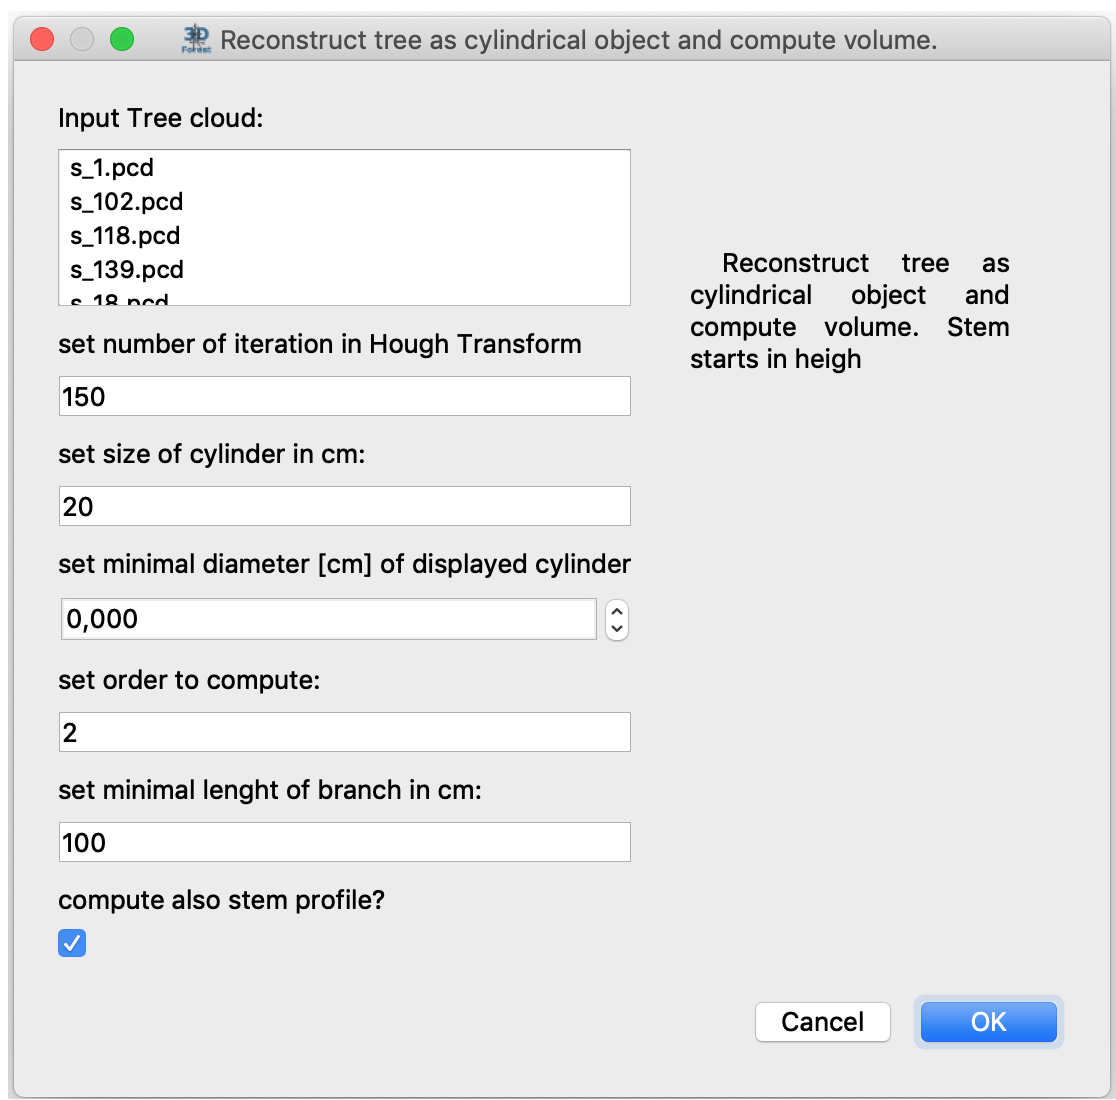 3D Forest Reconstruct tree as cylindrical object and compute volume.
Input Tree cloud:
s_1.pcd
s_102.pcd
s_118.pcd
s_139.pcd
s_18.pcd
set number of iteration in Hough Transform
150
set size of cylinder in cm:
20
set minimal diameter [cm] of displayed cylinder
0,000
set order to compute:
2
set minimal lenght of branch in cm:
100
compute also stem profile?
Reconstruct tree as
cylindrical object and
compute volume. Stem
starts in heigh
Cancel OK